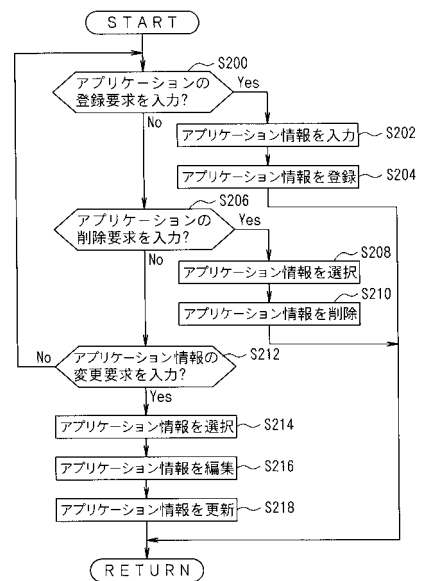 START
S200
アプリケーションの
登録要求を入力?
Yes
No
アプリケーション情報を入力
S202
アプリケーション情報を登録
S204
S206
アプリケーションの
削除要求を入力?
Yes
No
S208
アプリケーション情報を選択
S210
アプリケーション情報を削除
No
アプリケーション情報の
変更要求を入力?
S212
Yes
アプリケーション情報を選択
S214
アプリケーション情報を編集
S216
アプリケーション情報を更新
S218
RETURN